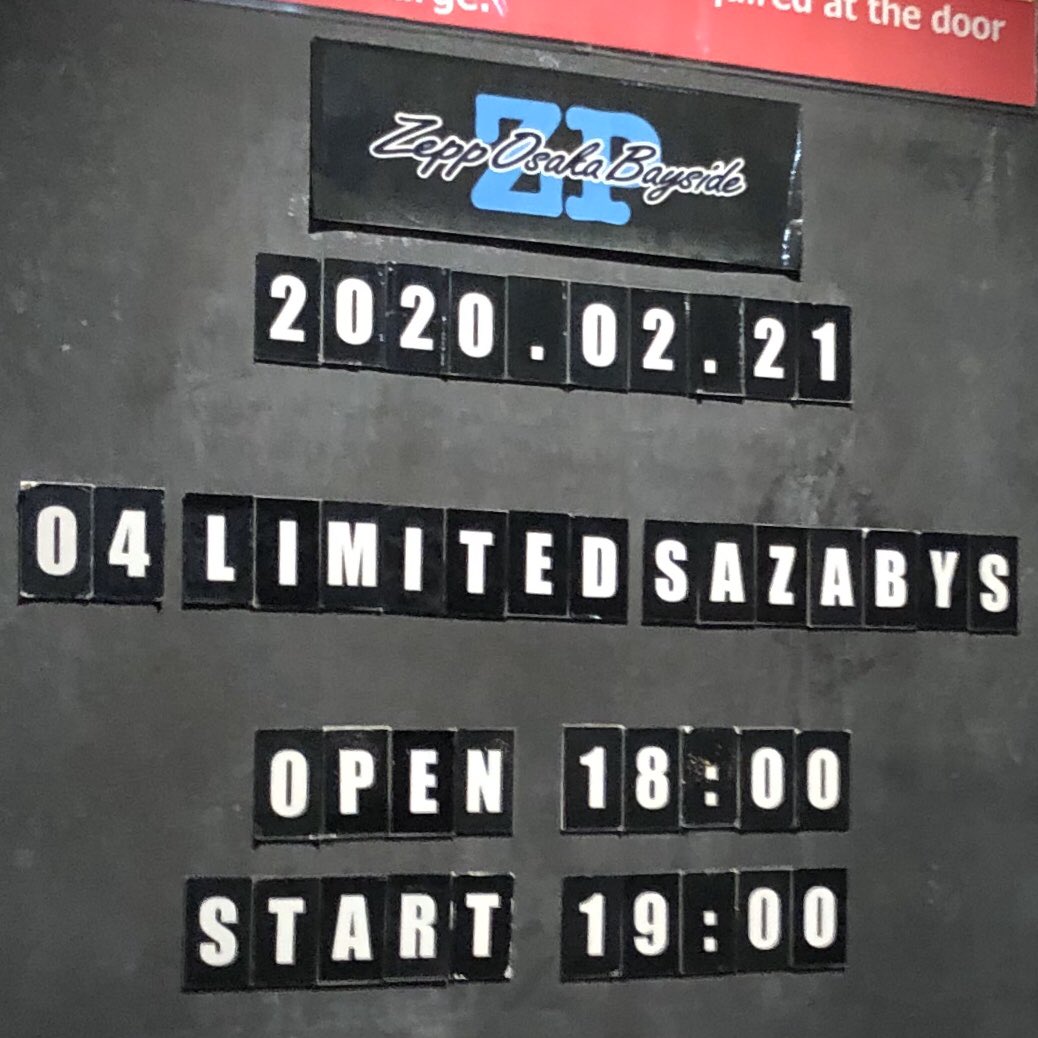 at the door
ZP
Zepp Osaka Bayside
2020.02.21
04 LIMITED SAZABYS
OPEN 18:00
START 19:00